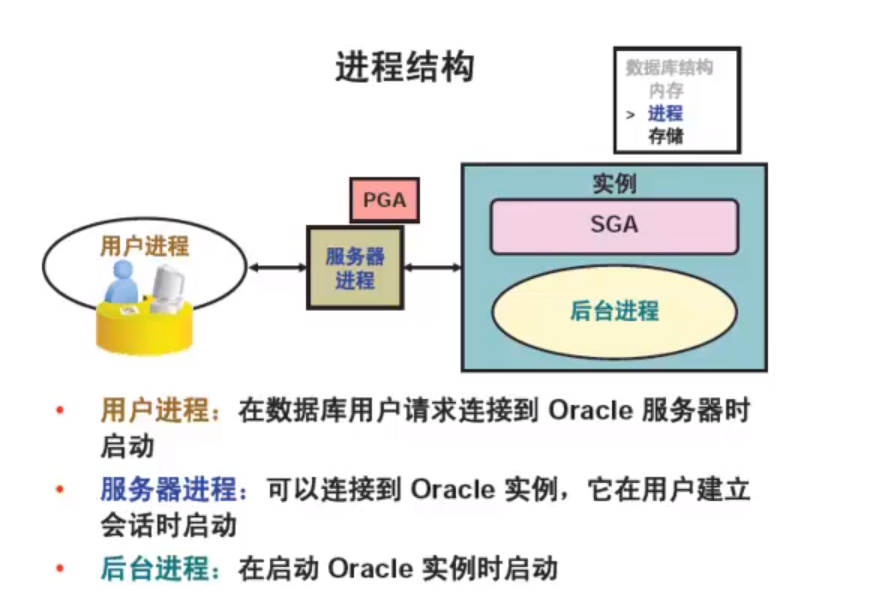 进程结构
数据库结构
内存
> 进程
存储
实例
PGA
SGA
用户进程
服务器
进程
后台进程
• 用户进程：在数据库用户请求连接到 Oracle 服务器时
启动
• 服务器进程：可以连接到 Oracle 实例，它在用户建立
会话时启动
• 后台进程：在启动 Oracle 实例时启动